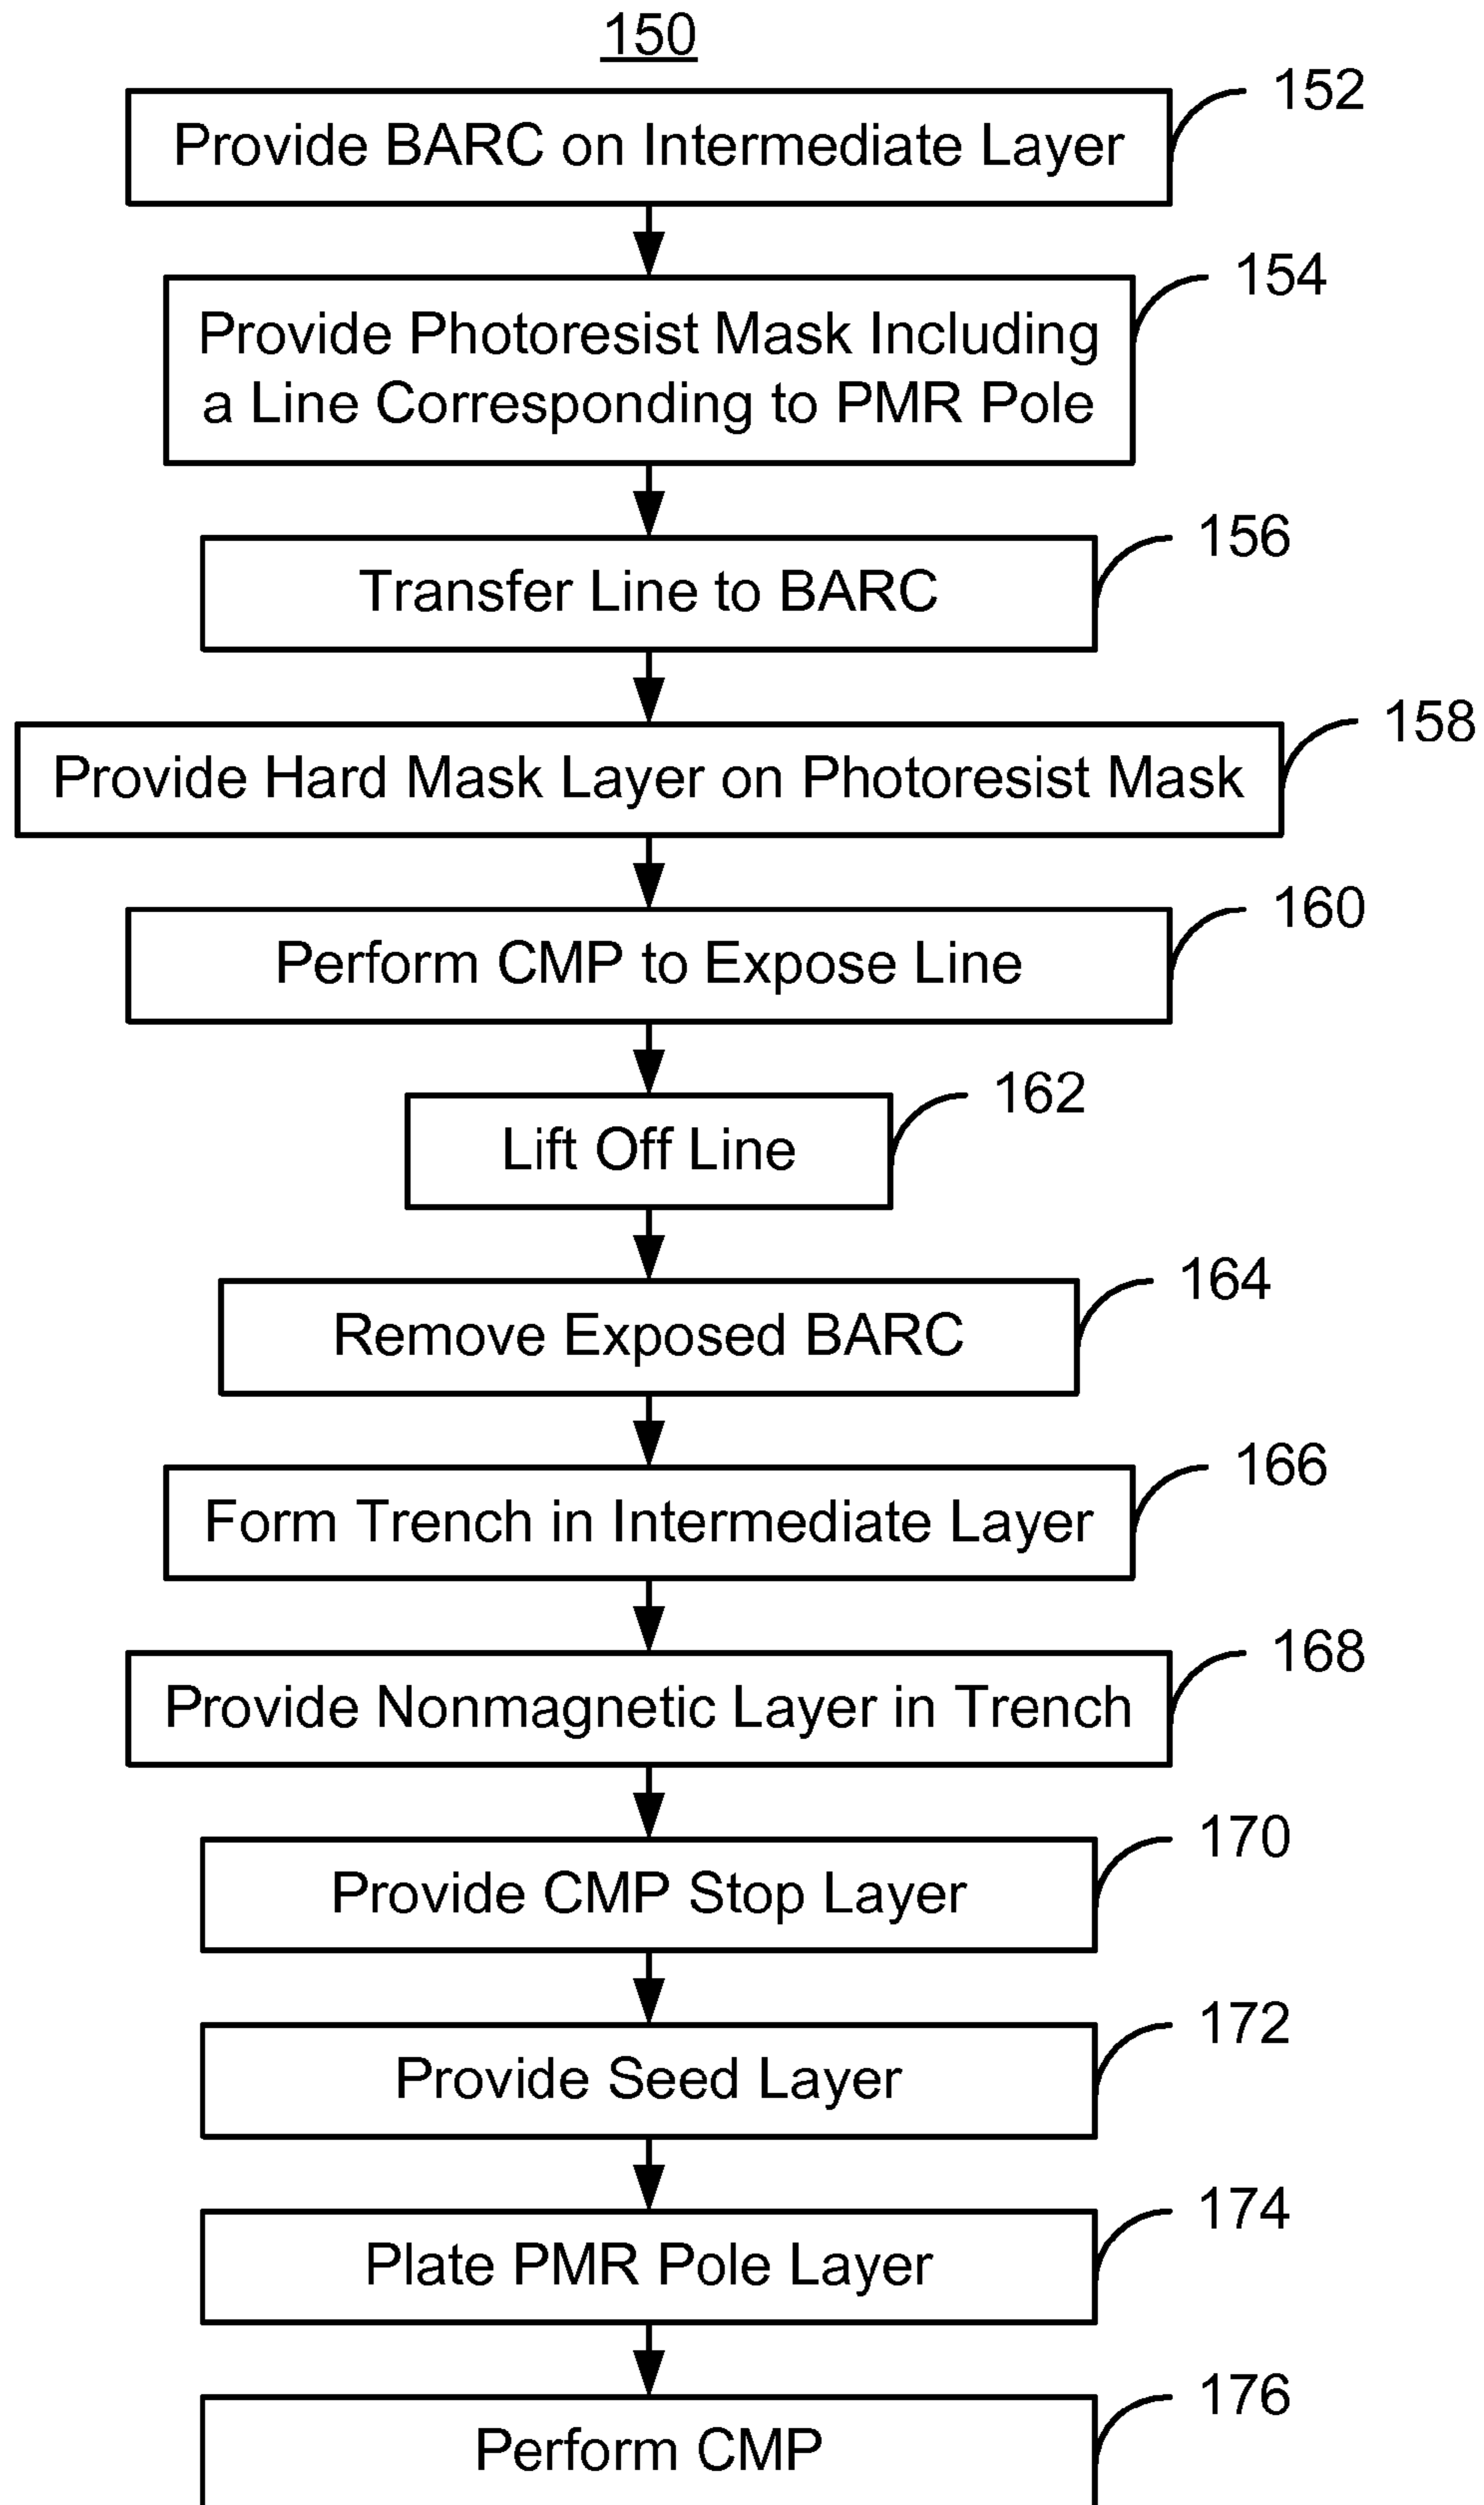 150
152
Provide BARC on Intermediate Layer
154
Provide Photoresist Mask Including
a Line Corresponding to PMR Pole
156
Transfer Line to BARC
158
Provide Hard Mask Layer on Photoresist Mask
160
Perform CMP to Expose Line
162
Lift Off Line
164
Remove Exposed BARC
166
Form Trench in Intermediate Layer
168
Provide Nonmagnetic Layer in Trench
170
Provide CMP Stop Layer
172
Provide Seed Layer
174
Plate PMR Pole Layer
176
Perform CMP